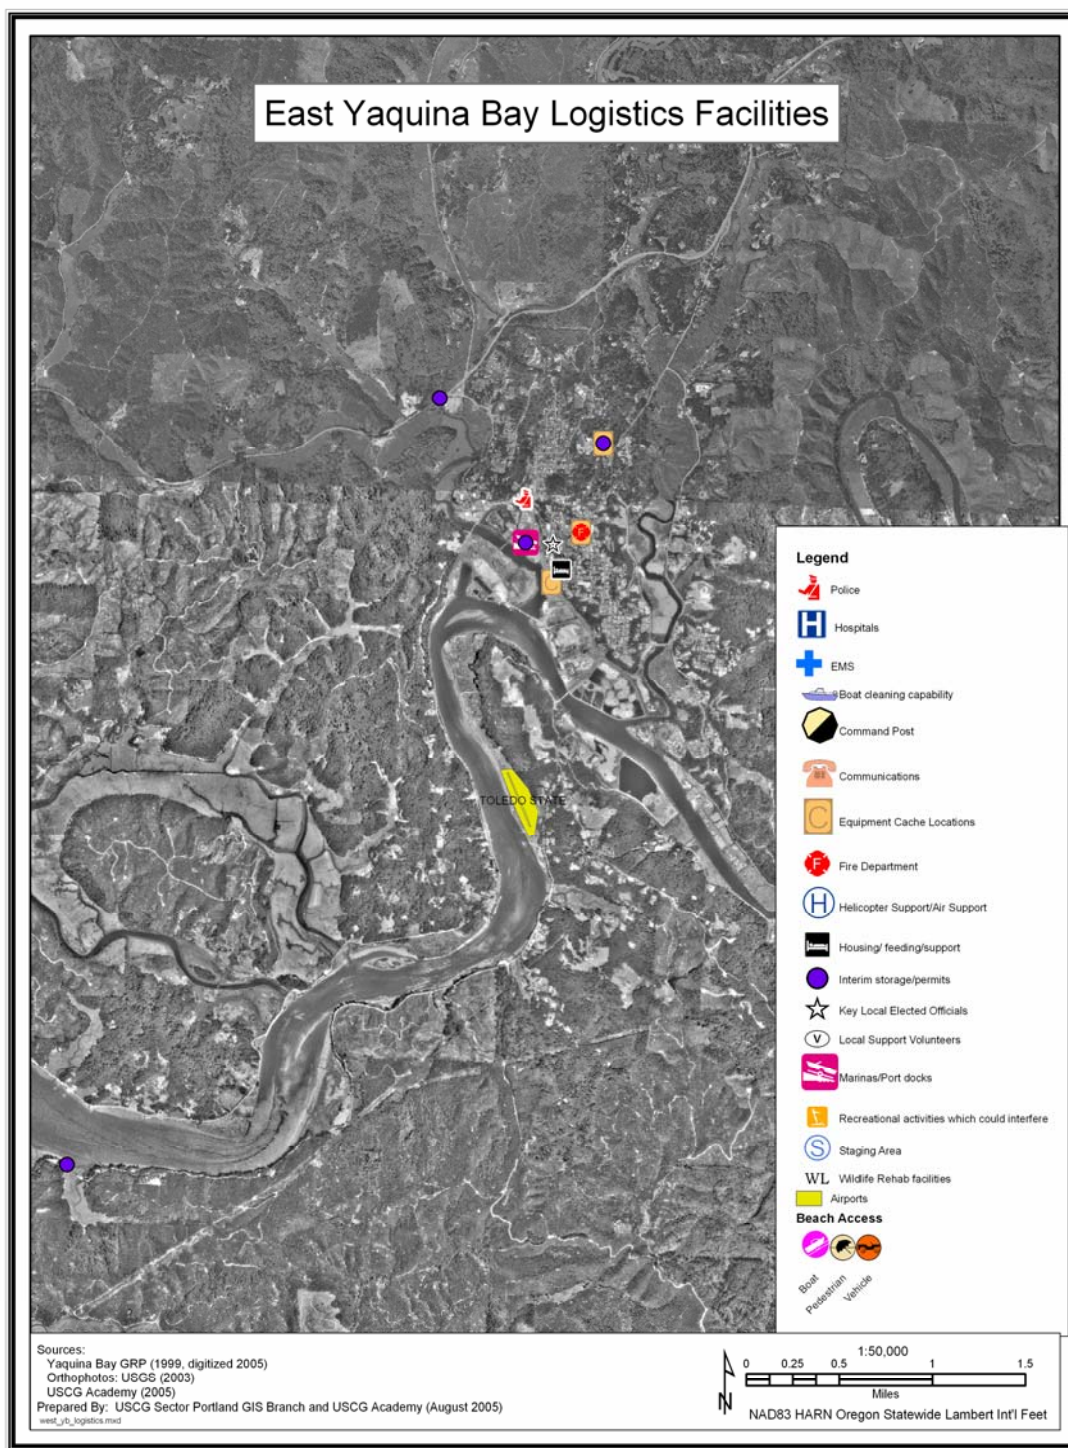 East Yaquina Bay Logistics Facilities
F
C
TOLEDO STATE
Legend
Police
H Hospitals
EMS
Boat cleaning capability
Command Post
Communications
C Equipment Cache Locations
F Fire Department
H Helicopter Support/Air Support
Housing/ feeding/support
Interim storage/permits
Key Local Elected Officials
V Local Support Volunteers
Marinas/Port docks
Recreational activities which could interfere
S Staging Area
WL Wildlife Rehab facilities
Airports
Beach Access
Boat
Pedestrian
Vehicle
Sources:
Yaquina Bay GRP (1999, digitized 2005)
Orthophotos: USGS (2003)
USCG Academy (2005)
Prepared By: USCG Sector Portland GIS Branch and USCG Academy (August 2005)
west_yb_logistics.mxd
N
1:50,000
0 0.25 0.5 1 1.5
Miles
NAD83 HARN Oregon Statewide Lambert Int'l Feet